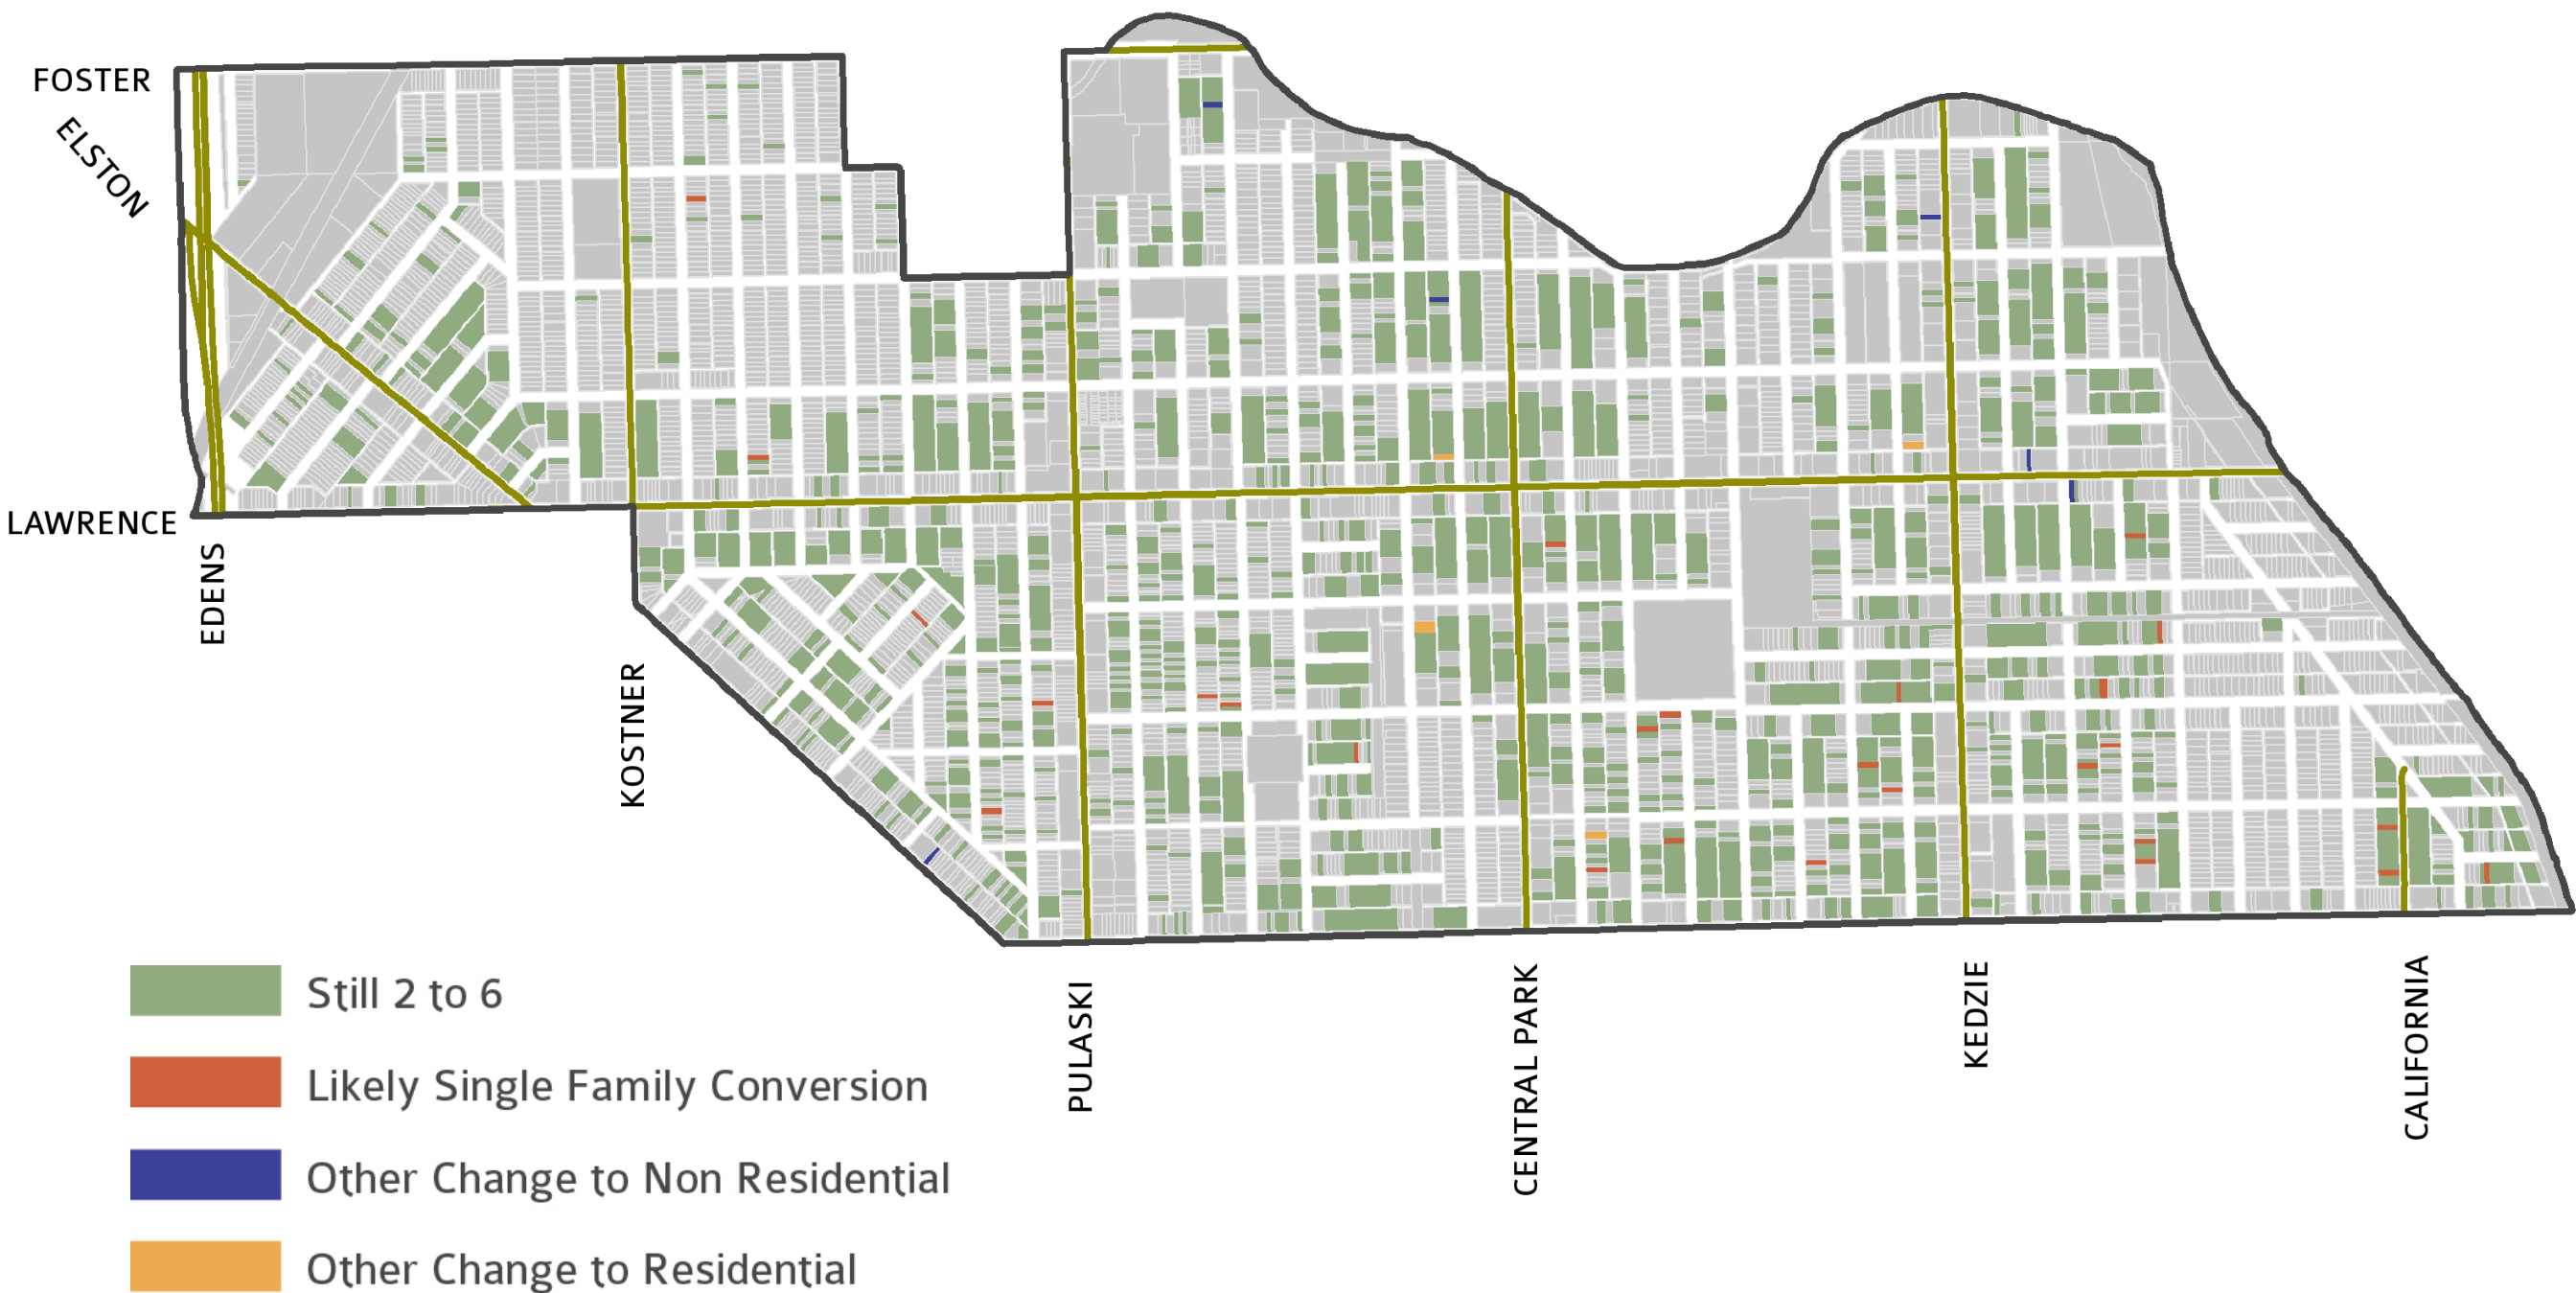 FOSTER
ELSTON
LAWRENCE
EDENS
KOSTNER
PULASKI
CENTRAL PARK
KEDZIE
CALIFORNIA
Still 2 to 6
Likely Single Family Conversion
Other Change to Non Residential
Other Change to Residential